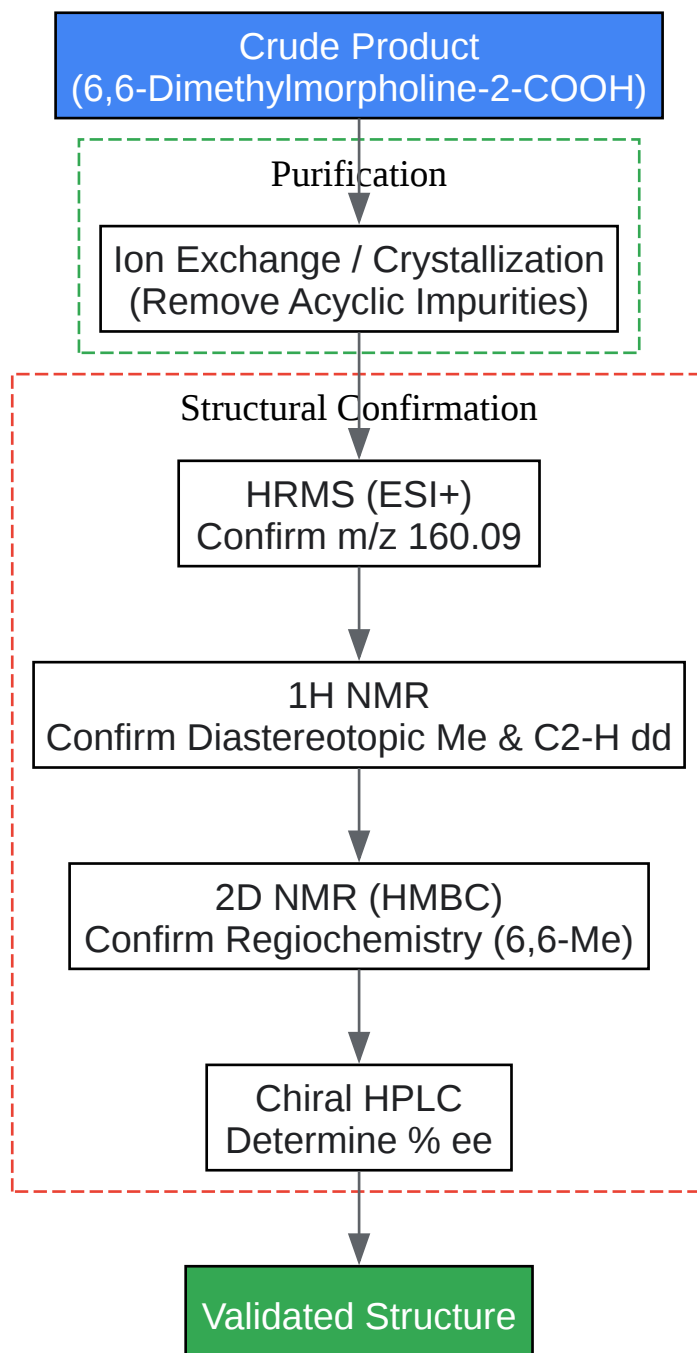 Crude Product
(6,6-Dimethylmorpholine-2-COOH)
Purification
Ion Exchange / Crystallization
(Remove Acyclic Impurities)
Structural Confirmation
HRMS (ESI+)
Confirm m/z 160.09
1H NMR
Confirm Diastereotopic Me & C2-H dd
2D NMR (HMBC)
Confirm Regiochemistry (6,6-Me)
Chiral HPLC
Determine % ee
Validated Structure